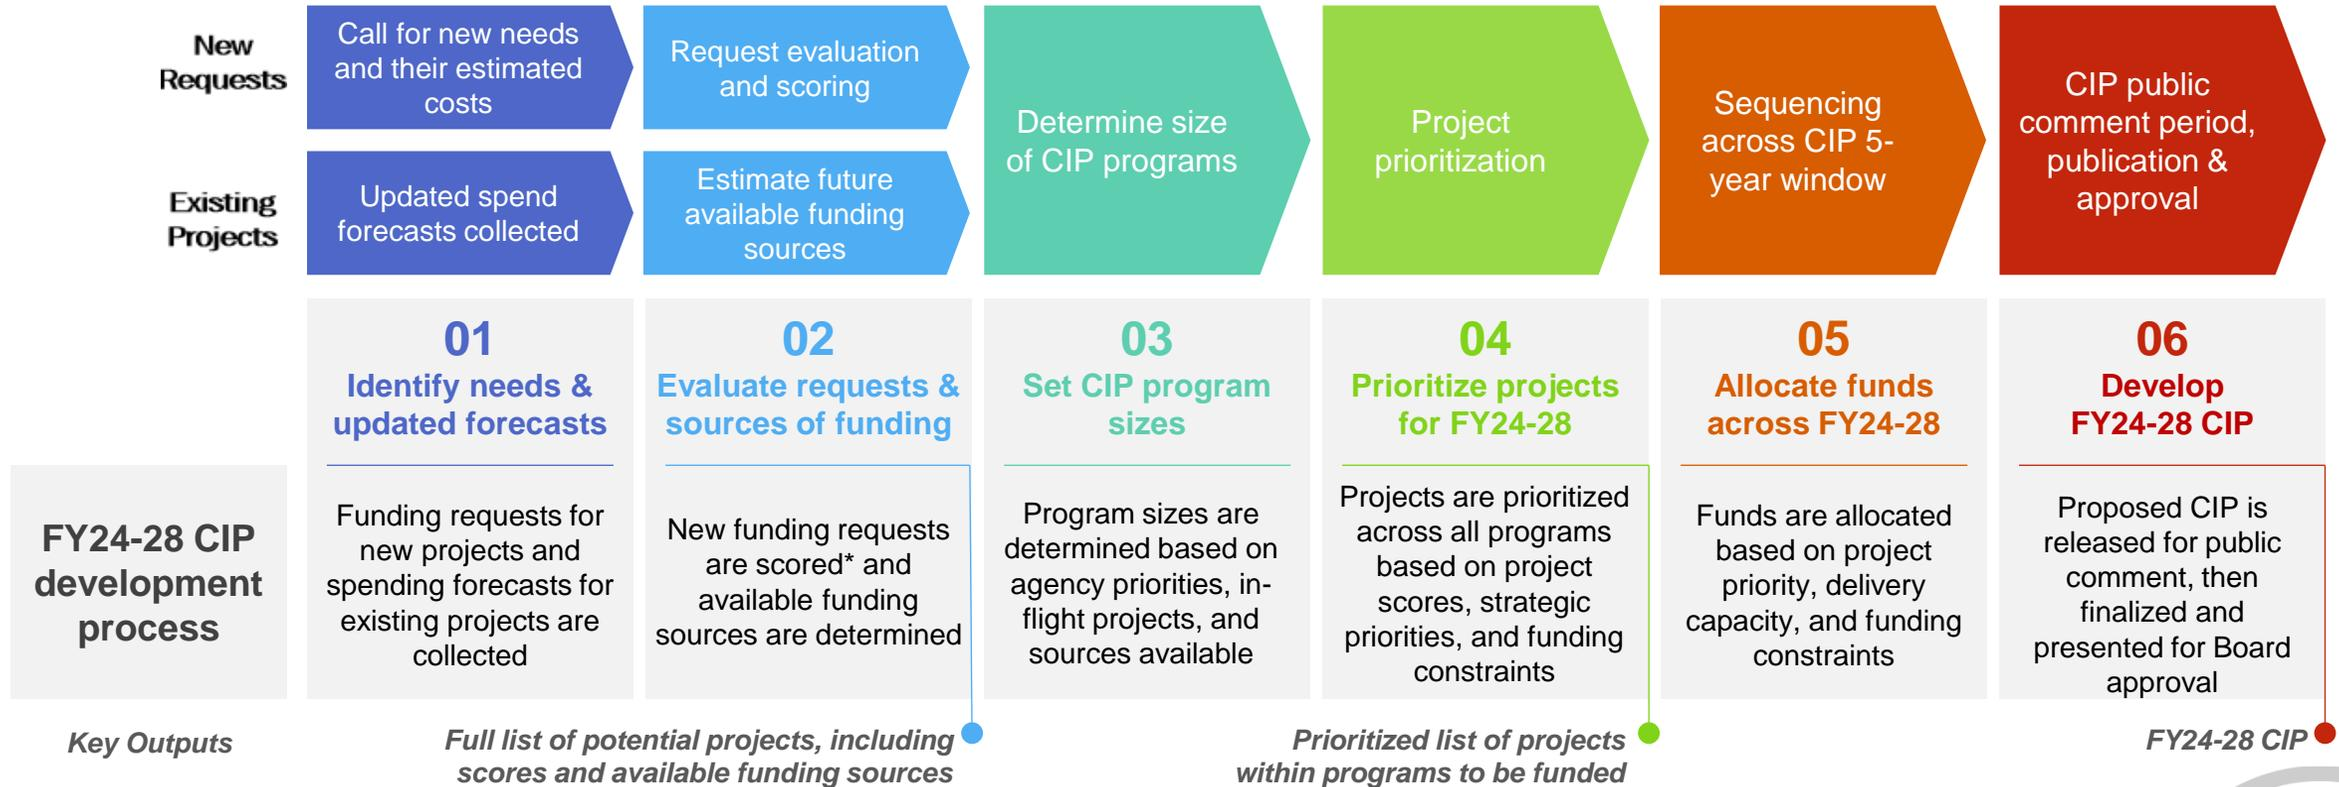 New
Requests
Call for new needs
and their estimated
costs
Request evaluation
and scoring
Existing
Projects
Updated spend
forecasts collected
Estimate future
available funding
sources
Determine size
of CIP programs
Project
prioritization
Sequencing
across CIP 5-
year window
CIP public
comment period,
publication &
approval
01
Identify needs &
updated forecasts
02
Evaluate requests &
sources of funding
03
Set CIP program
sizes
04
Prioritize projects
for FY24-28
05
Allocate funds
across FY24-28
06
Develop
FY24-28 CIP
FY24-28 CIP
development
process
Funding requests for
new projects and
spending forecasts for
existing projects are
collected
New funding requests
are scored* and
available funding
sources are determined
Program sizes are
determined based on
agency priorities, in-
flight projects, and
sources available
Projects are prioritized
across all programs
based on project
scores, strategic
priorities, and funding
constraints
Funds are allocated
based on project
priority, delivery
capacity, and funding
constraints
Proposed CIP is
released for public
comment, then
finalized and
presented for Board
approval
Key Outputs
Full list of potential projects, including
scores and available funding sources
Prioritized list of projects
within programs to be funded
FY24-28 CIP